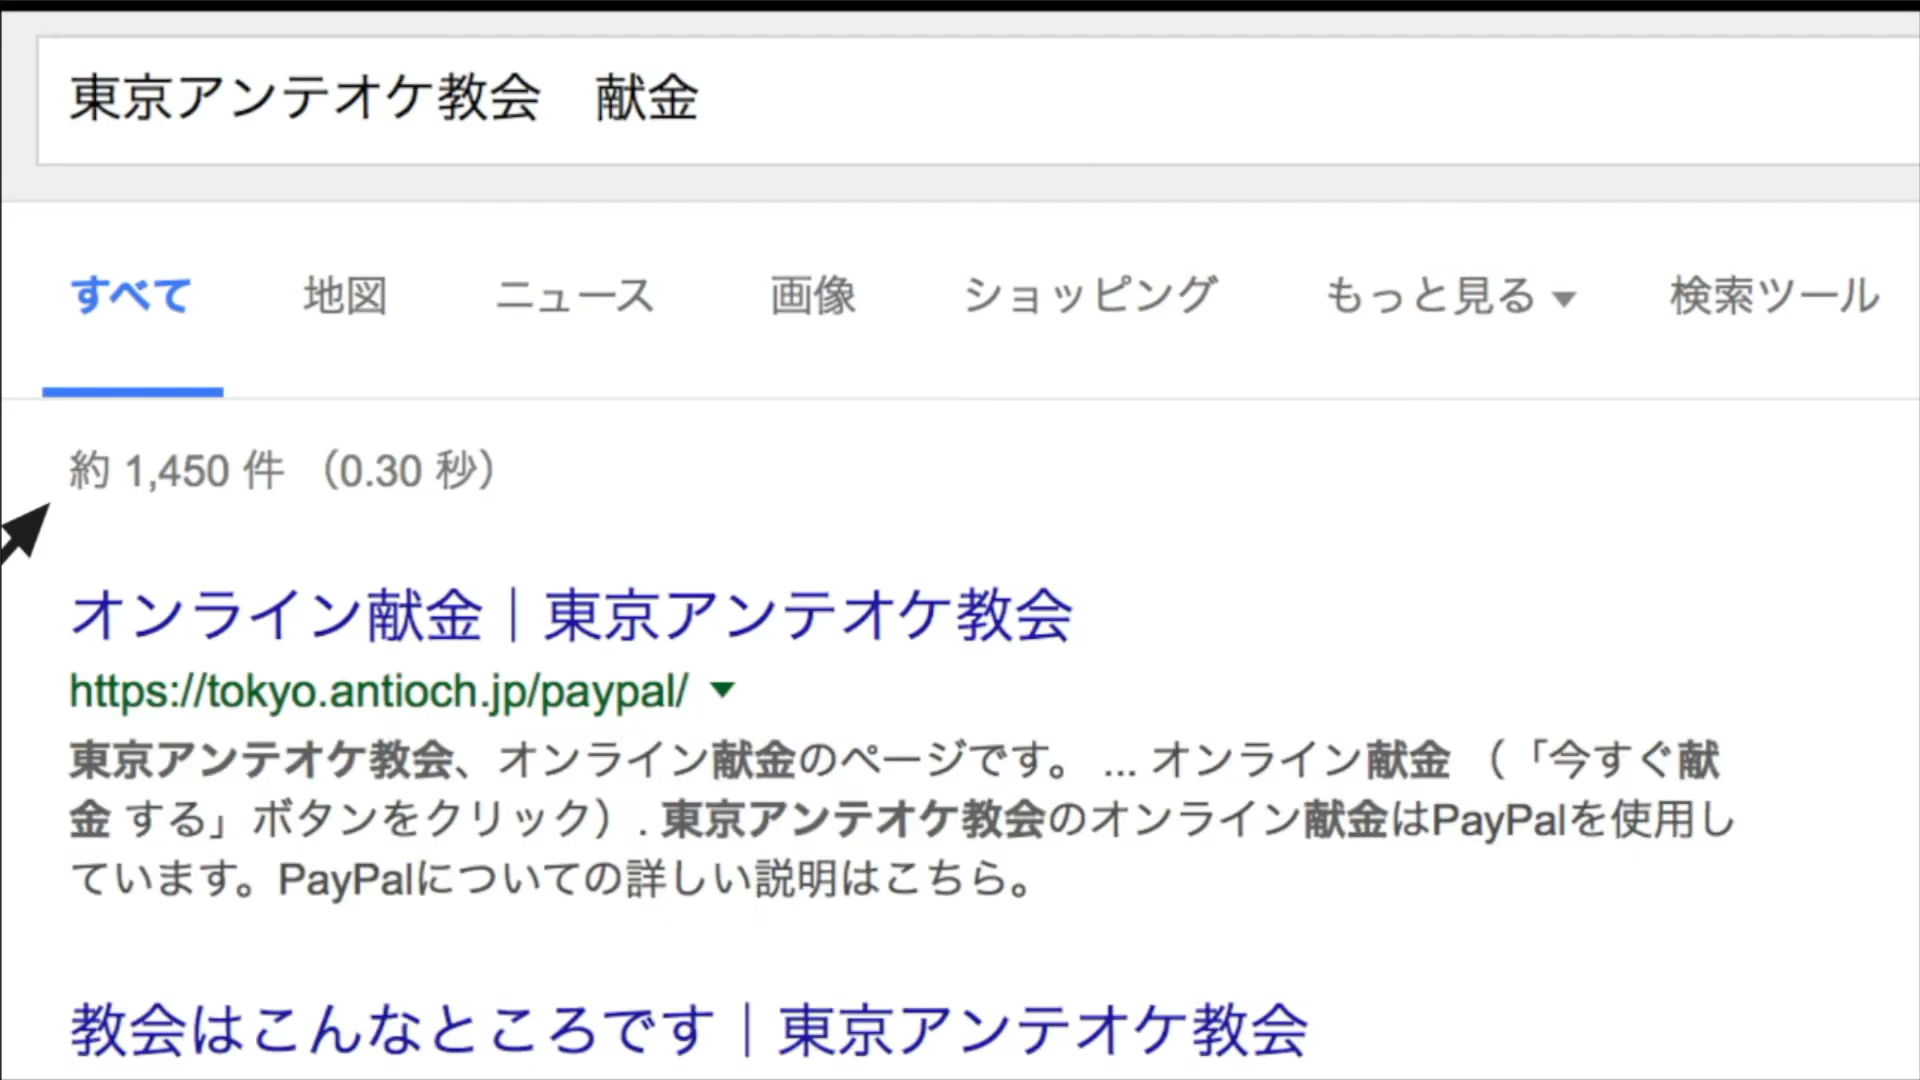 東京アンテオケ教会　献金
すべて 地図 ニュース 画像 ショッピング もっと見る ▼ 検索ツール
約 1,450 件 （0.30 秒）
オンライン献金｜東京アンテオケ教会
https://tokyo.antioch.jp/paypal/ ▼
東京アンテオケ教会、オンライン献金のページです。 ... オンライン献金 （「今すぐ献
金 する」ボタンをクリック）. 東京アンテオケ教会のオンライン献金はPayPalを使用し
ています。PayPalについての詳しい説明はこちら。
教会はこんなところです｜東京アンテオケ教会